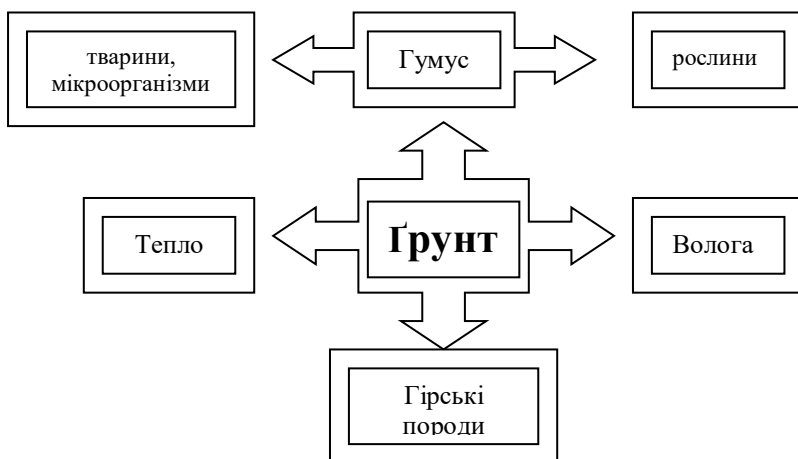 тварини,
мікроорганізми
Гумус
рослини
Тепло
Ґрунт
Волога
Гірські
породи